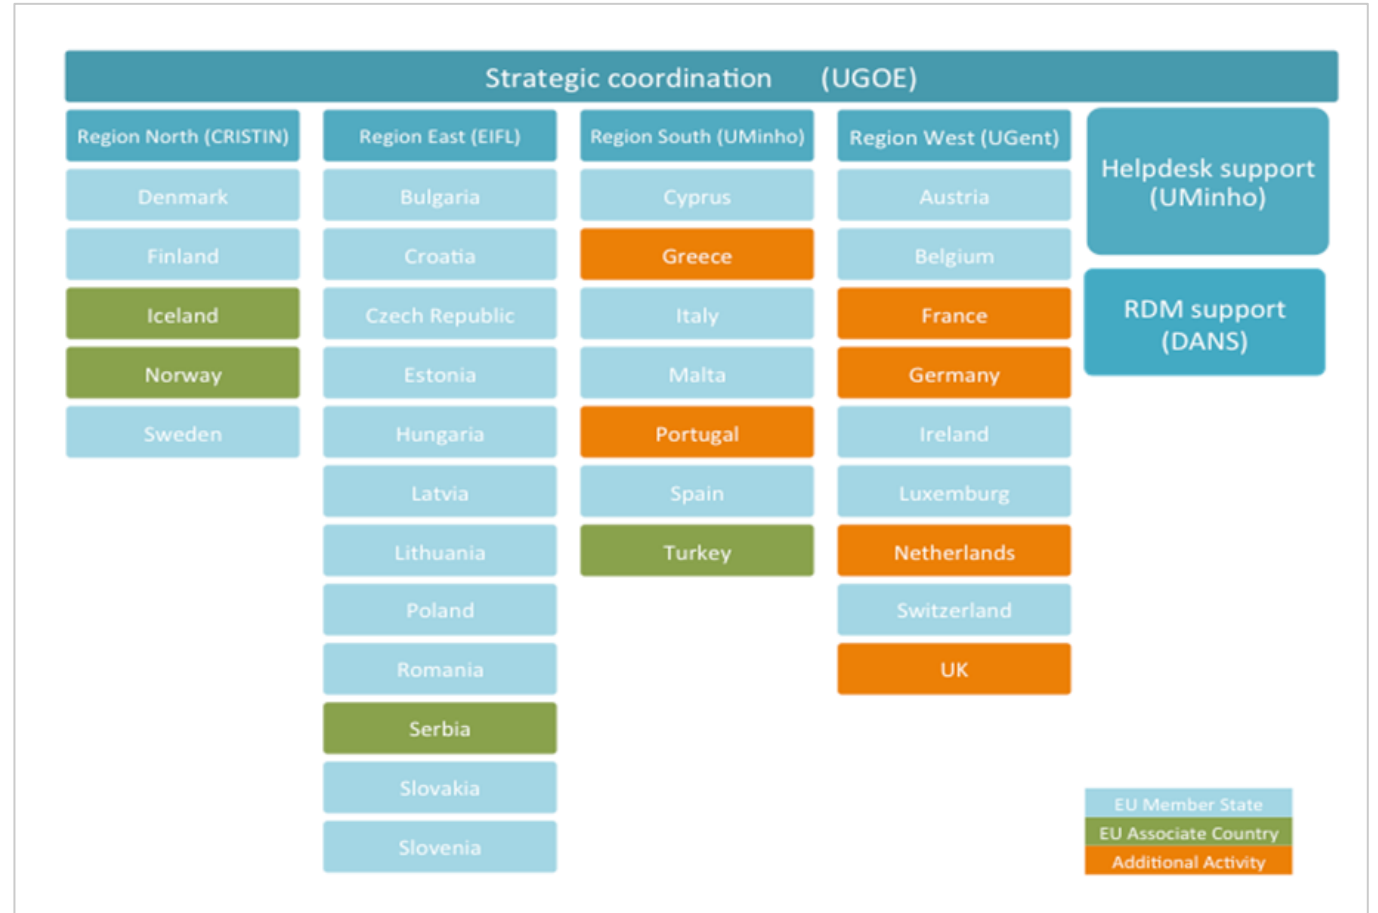 Strategic coordination (UGOE)
Region North (CRISTIN)
Denmark
Finland
Iceland
Norway
Sweden
Region East (EIFL)
Bulgaria
Croatia
Czech Republic
Estonia
Hungaria
Latvia
Lithuania
Poland
Romania
Serbia
Slovakia
Slovenia
Region South (UMinho)
Cyprus
Greece
Italy
Malta
Portugal
Spain
Turkey
Region West (UGent)
Austria
Belgium
France
Germany
Ireland
Luxemburg
Netherlands
Switzerland
UK
Helpdesk support
(UMinho)
RDM support
(DANS)
EU Member State
EU Associate Country
Additional Activity